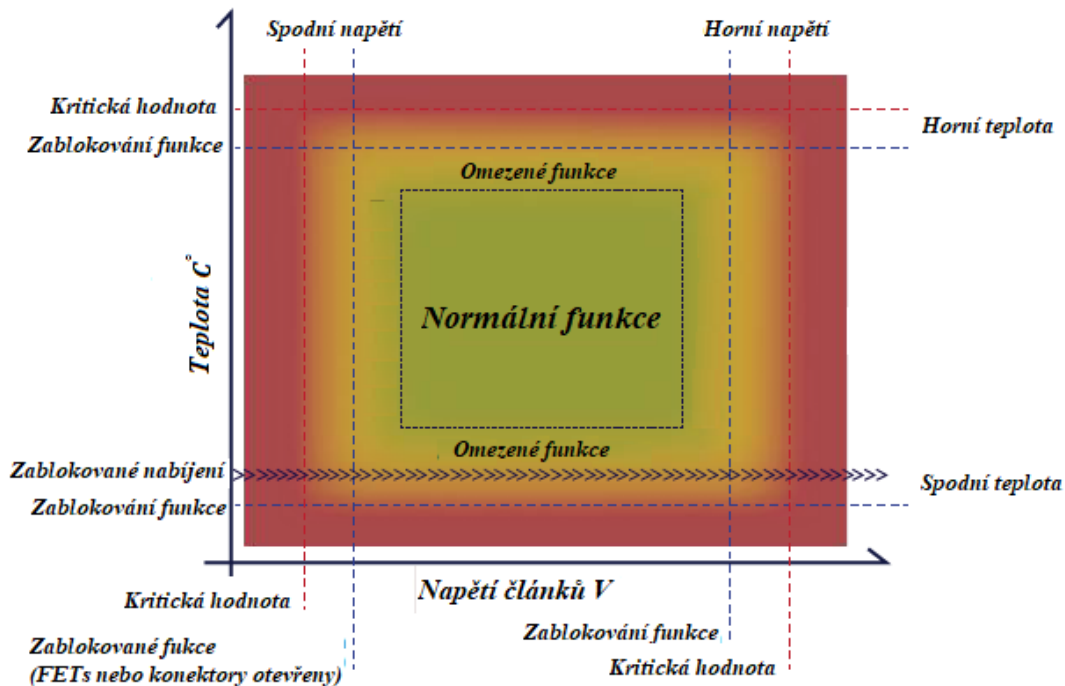 Spodní napětí
Horní napětí
Kritická hodnota
Horní teplota
Zablokování funkce
Omezené funkce
Teplota C°
Normální funkce
Omezené funkce
Zablokované nabíjení
Spodní teplota
Zablokování funkce
Napětí článků V
Kritická hodnota
Zablokování funkce
Zablokované fukce
(FETs nebo konektory otevřeny)
Kritická hodnota